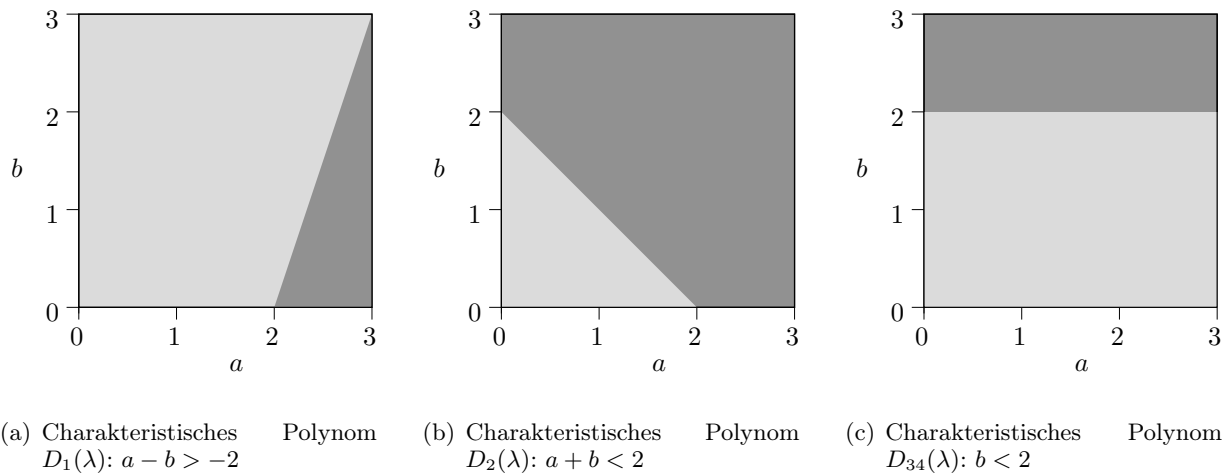 3
2
b
1
0
0 1 2 3
a
3
2
b
1
0
0 1 2 3
a
3
2
b
1
0
0 1 2 3
a
(a) Charakteristisches Polynom
D₁(λ): a − b > −2
(b) Charakteristisches Polynom
D₂(λ): a + b < 2
(c) Charakteristisches Polynom
D₃₄(λ): b < 2